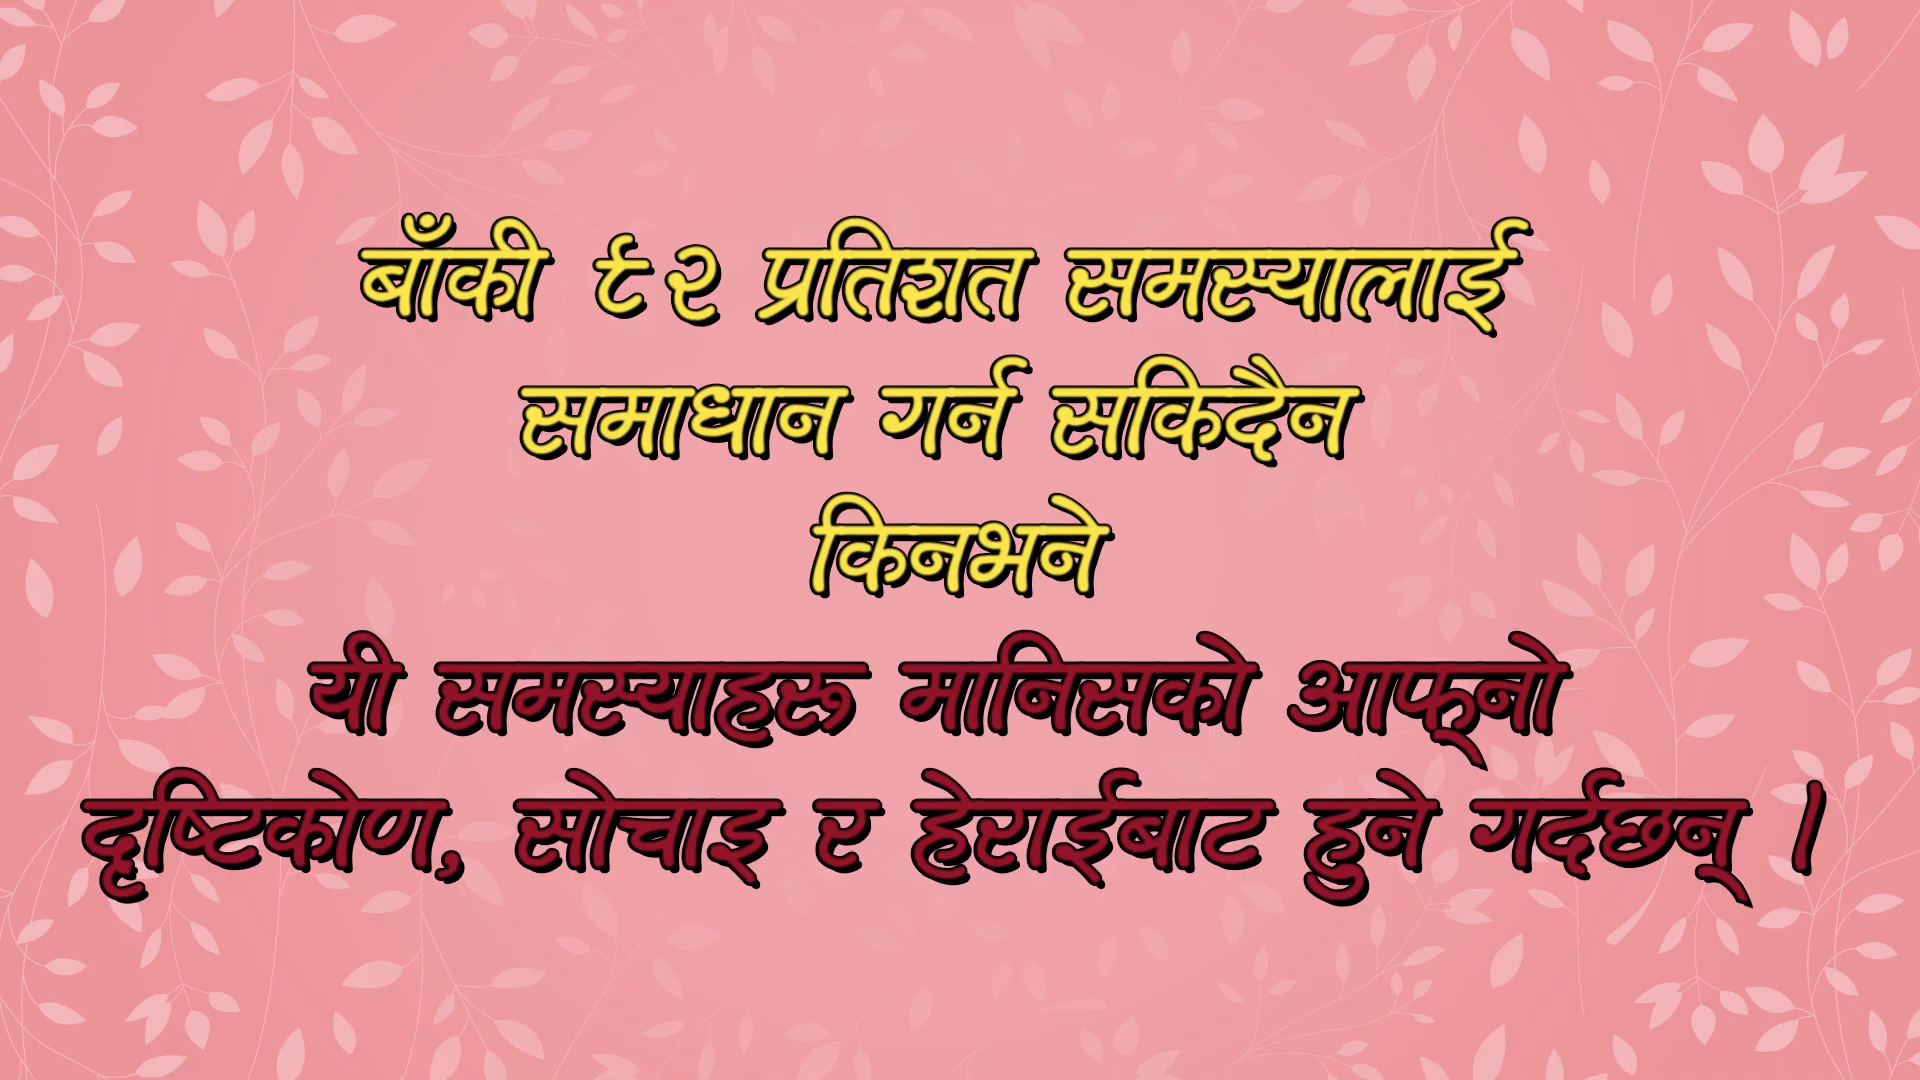 बाँकी ९२ प्रतिशत समस्यालाई
समाधान गर्न सकिदैन
किनभने
यी समस्याहरू मानिसको आफ्‌नो
दृष्टिकोण, सोचाइ र हेराईबाट हुने गर्दछन् ।